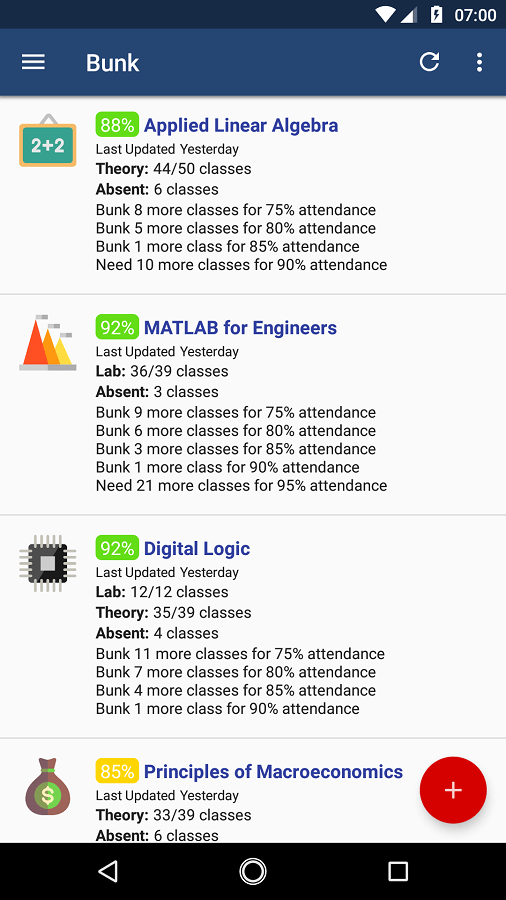 07:00
Bunk
2+2
88% Applied Linear Algebra
Last Updated Yesterday
Theory: 44/50 classes
Absent: 6 classes
Bunk 8 more classes for 75% attendance
Bunk 5 more classes for 80% attendance
Bunk 1 more class for 85% attendance
Need 10 more classes for 90% attendance
92% MATLAB for Engineers
Last Updated Yesterday
Lab: 36/39 classes
Absent: 3 classes
Bunk 9 more classes for 75% attendance
Bunk 6 more classes for 80% attendance
Bunk 3 more classes for 85% attendance
Bunk 1 more class for 90% attendance
Need 21 more classes for 95% attendance
92% Digital Logic
Last Updated Yesterday
Lab: 12/12 classes
Theory: 35/39 classes
Absent: 4 classes
Bunk 11 more classes for 75% attendance
Bunk 7 more classes for 80% attendance
Bunk 4 more classes for 85% attendance
Bunk 1 more class for 90% attendance
$
85% Principles of Macroeconomics
Last Updated Yesterday
Theory: 33/39 classes
Absent: 6 classes
+